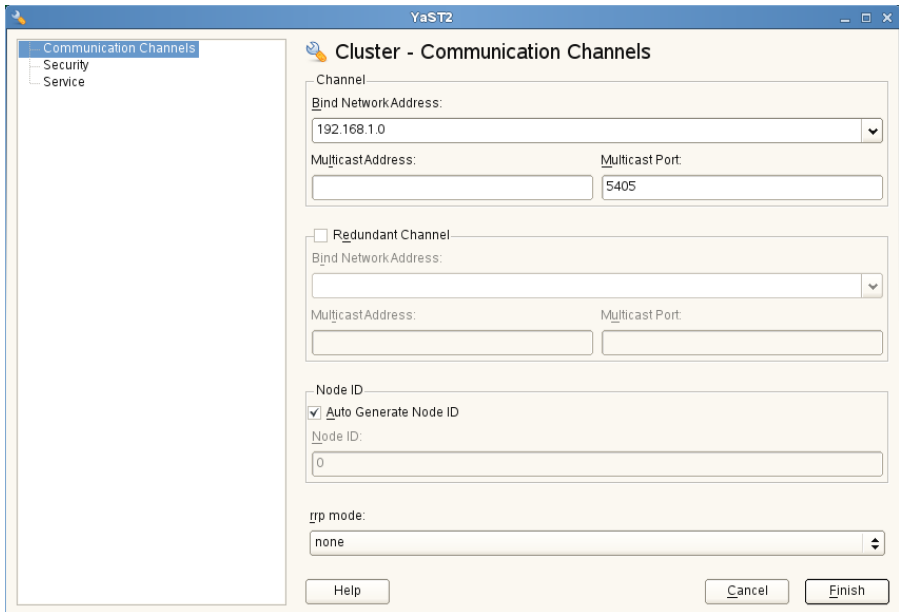 YaST2
Communication Channels
Security
Service
Cluster - Communication Channels
Channel
Bind Network Address:
192.168.1.0
Multicast Address:
Multicast Port:
5405
Redundant Channel
Bind Network Address:
Multicast Address:
Multicast Port:
Node ID
Auto Generate Node ID
Node ID:
0
rrp mode:
none
Help
Cancel
Finish